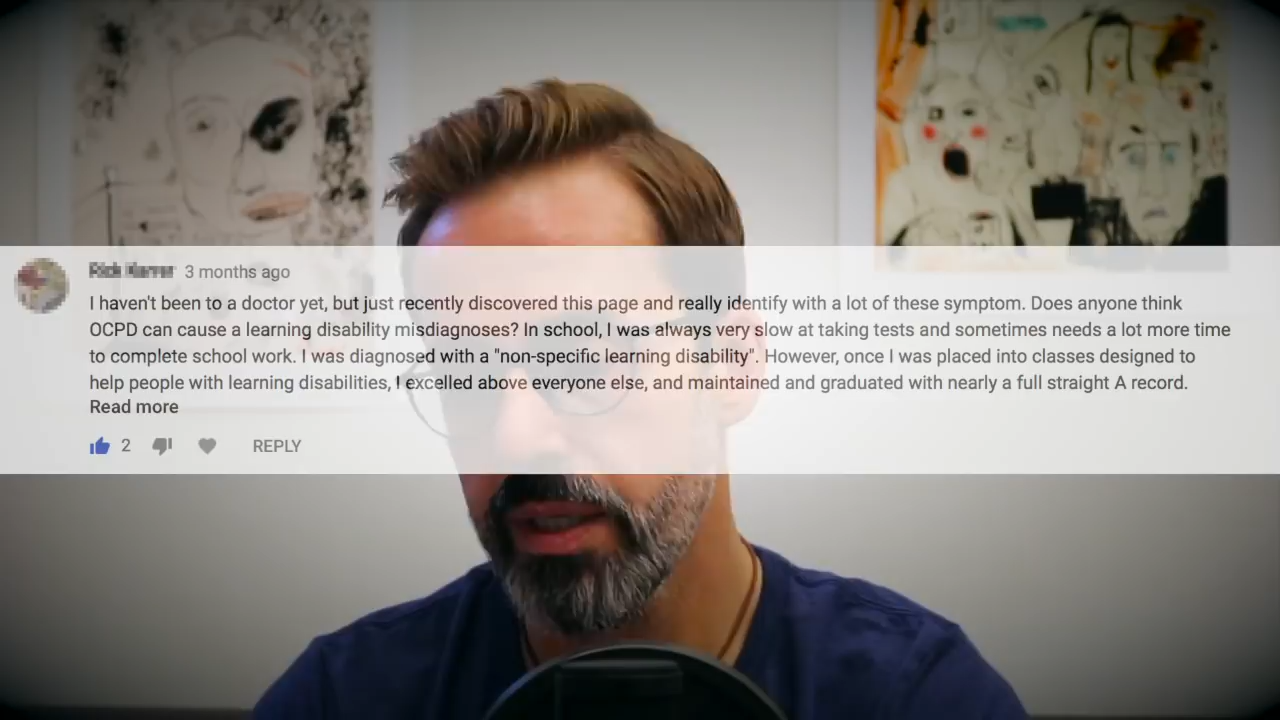 3 months ago
I haven't been to a doctor yet, but just recently discovered this page and really identify with a lot of these symptom. Does anyone think
OCPD can cause a learning disability misdiagnoses? In school, I was always very slow at taking tests and sometimes needs a lot more time
to complete school work. I was diagnosed with a "non-specific learning disability". However, once I was placed into classes designed to
help people with learning disabilities, I excelled above everyone else, and maintained and graduated with nearly a full straight A record.
Read more
2 REPLY